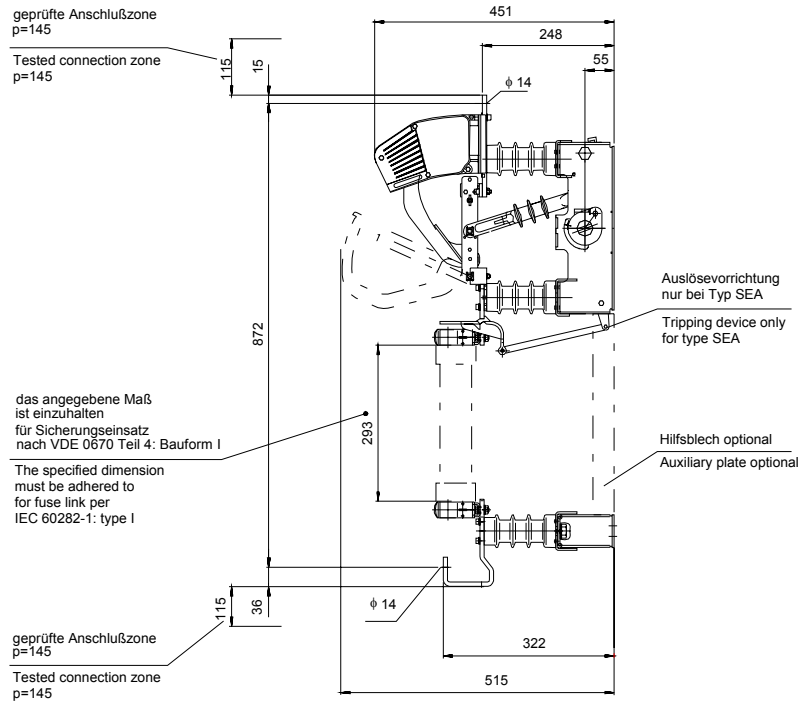 geprüfte Anschlußzone
p=145
Tested connection zone
p=145
451
248
55
115
15
ϕ 14
Auslösevorrichtung
nur bei Typ SEA
Tripping device only
for type SEA
872
293
das angegebene Maß
ist einzuhalten
für Sicherungseinsatz
nach VDE 0670 Teil 4: Bauform I
The specified dimension
must be adhered to
for fuse link per
IEC 60282-1: type I
Hilfsblech optional
Auxiliary plate optional
115
36
ϕ 14
322
515
geprüfte Anschlußzone
p=145
Tested connection zone
p=145